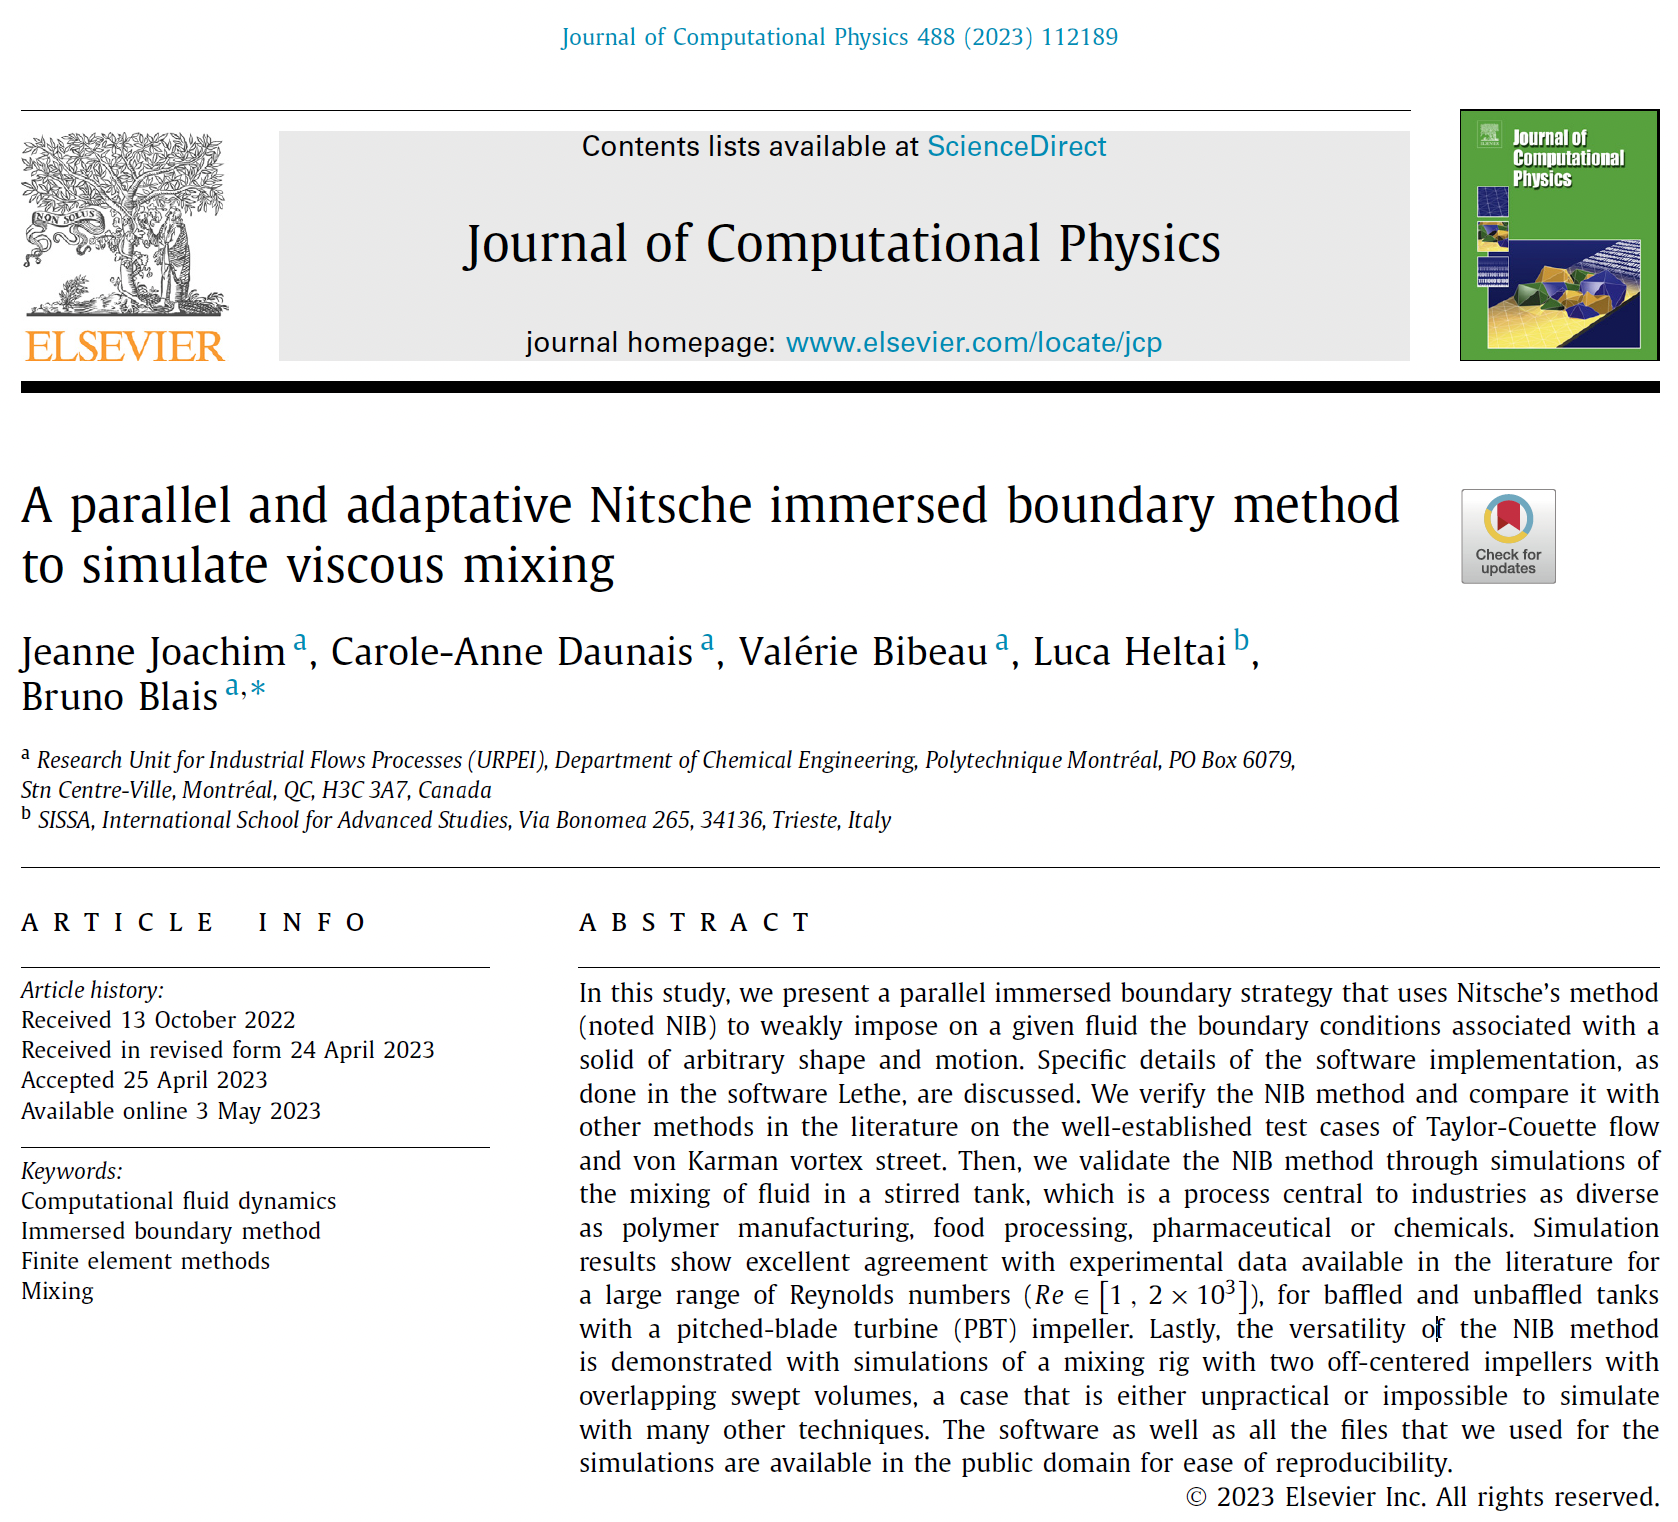 Journal of Computational Physics 488 (2023) 112189
Contents lists available at ScienceDirect
Journal of Computational Physics
journal homepage: www.elsevier.com/locate/jcp
NON SOLUS
ELSEVIER
Journal of
Computational
Physics
A parallel and adaptative Nitsche immersed boundary method
to simulate viscous mixing
Check for
updates
Jeanne Joachim a, Carole-Anne Daunais a, Valérie Bibeau a, Luca Heltai b,
Bruno Blais a,∗
a Research Unit for Industrial Flows Processes (URPEI), Department of Chemical Engineering, Polytechnique Montréal, PO Box 6079,
Stn Centre-Ville, Montréal, QC, H3C 3A7, Canada
b SISSA, International School for Advanced Studies, Via Bonomea 265, 34136, Trieste, Italy
ARTICLE INFO
Article history:
Received 13 October 2022
Received in revised form 24 April 2023
Accepted 25 April 2023
Available online 3 May 2023
Keywords:
Computational fluid dynamics
Immersed boundary method
Finite element methods
Mixing
ABSTRACT
In this study, we present a parallel immersed boundary strategy that uses Nitsche's method
(noted NIB) to weakly impose on a given fluid the boundary conditions associated with a
solid of arbitrary shape and motion. Specific details of the software implementation, as
done in the software Lethe, are discussed. We verify the NIB method and compare it with
other methods in the literature on the well-established test cases of Taylor-Couette flow
and von Karman vortex street. Then, we validate the NIB method through simulations of
the mixing of fluid in a stirred tank, which is a process central to industries as diverse
as polymer manufacturing, food processing, pharmaceutical or chemicals. Simulation
results show excellent agreement with experimental data available in the literature for
a large range of Reynolds numbers (Re ∈ [1 , 2 × 10³]), for baffled and unbaffled tanks
with a pitched-blade turbine (PBT) impeller. Lastly, the versatility of the NIB method
is demonstrated with simulations of a mixing rig with two off-centered impellers with
overlapping swept volumes, a case that is either unpractical or impossible to simulate
with many other techniques. The software as well as all the files that we used for the
simulations are available in the public domain for ease of reproducibility.
© 2023 Elsevier Inc. All rights reserved.